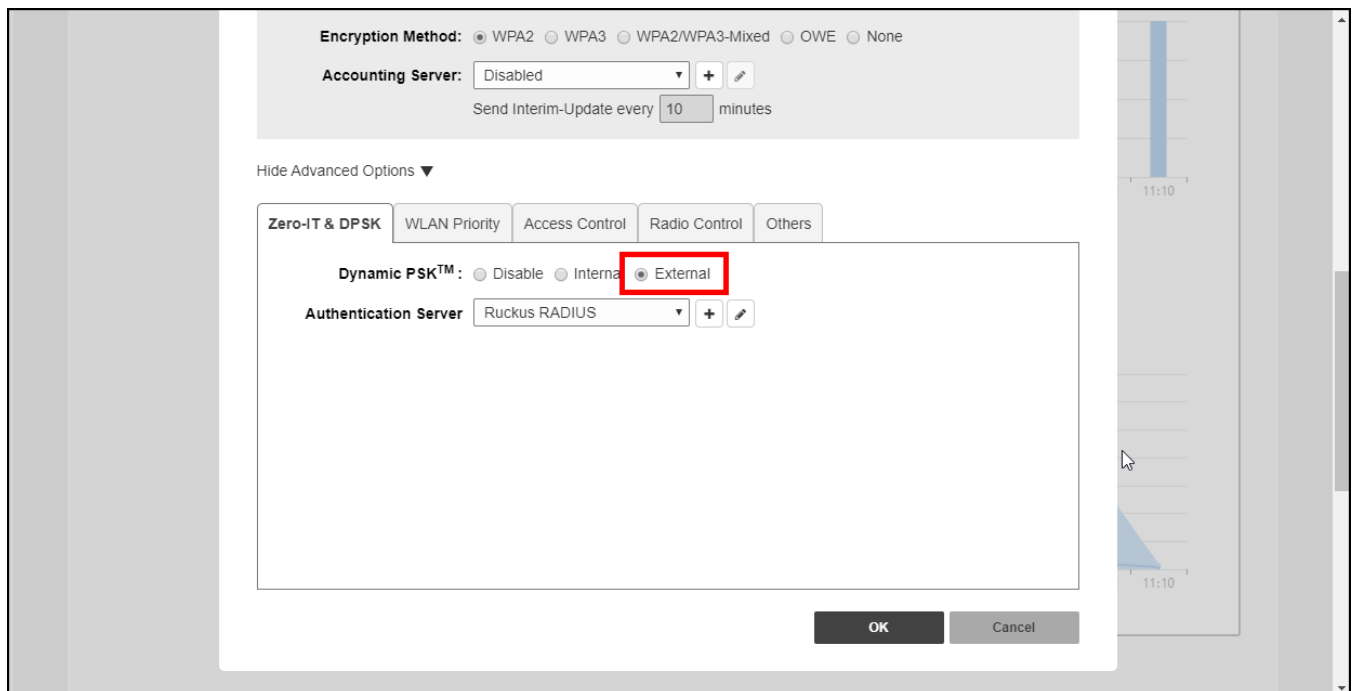 Encryption Method: WPA2 WPA3 WPA2/WPA3-Mixed OWE None
Accounting Server: Disabled
Send Interim-Update every 10 minutes
Hide Advanced Options ▼
11:10
Zero-IT & DPSK WLAN Priority Access Control Radio Control Others
Dynamic PSK™ : Disable Interna External
Authentication Server Ruckus RADIUS
11:10
OK Cancel